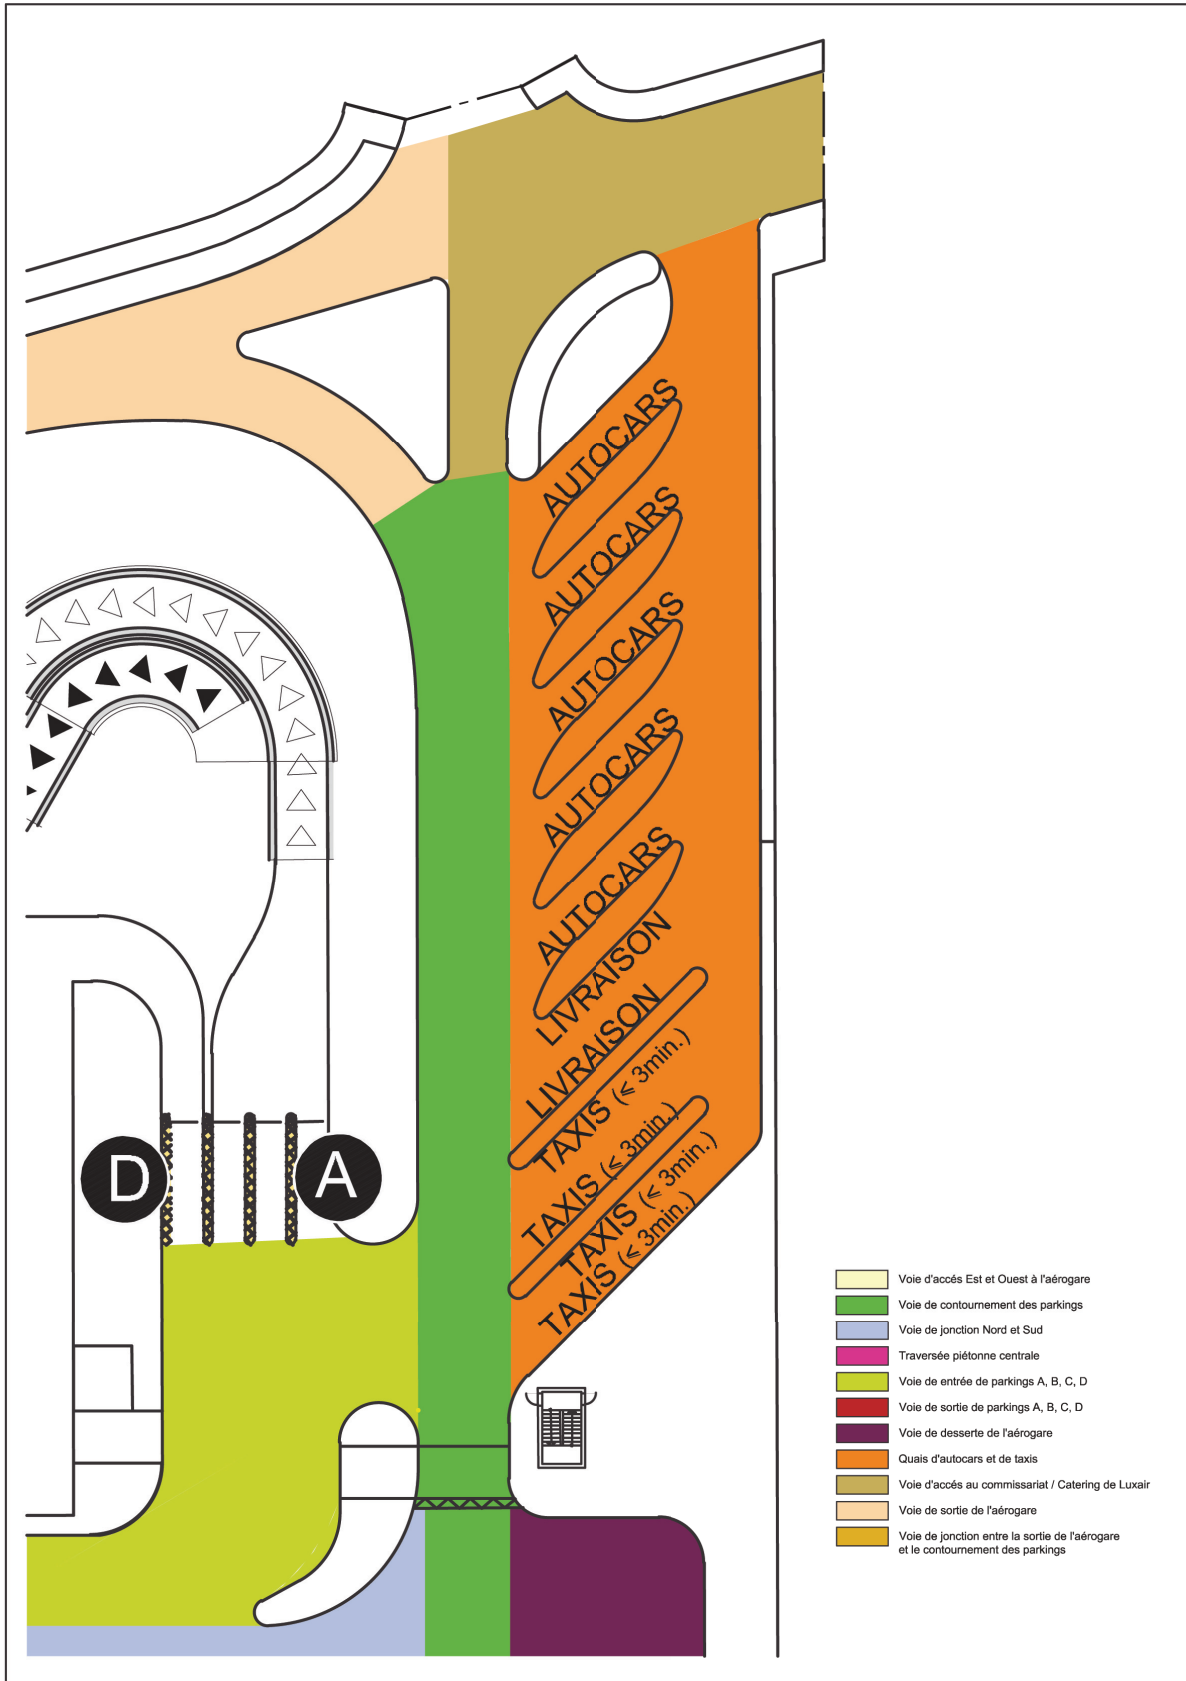 AUTOCARS
AUTOCARS
AUTOCARS
AUTOCARS
AUTOCARS
LIVRAISON
LIVRAISON
TAXIS (≤ 3min.)
TAXIS (≤ 3min.)
TAXIS (≤ 3min.)
TAXIS (≤ 3min.)
D
A
Voie d'accés Est et Ouest à l'aérogare
Voie de contournement des parkings
Voie de jonction Nord et Sud
Traversée piétonne centrale
Voie de entrée de parkings A, B, C, D
Voie de sortie de parkings A, B, C, D
Voie de desserte de l'aérogare
Quais d'autocars et de taxis
Voie d'accés au commissariat / Catering de Luxair
Voie de sortie de l'aérogare
Voie de jonction entre la sortie de l'aérogare
et le contournement des parkings